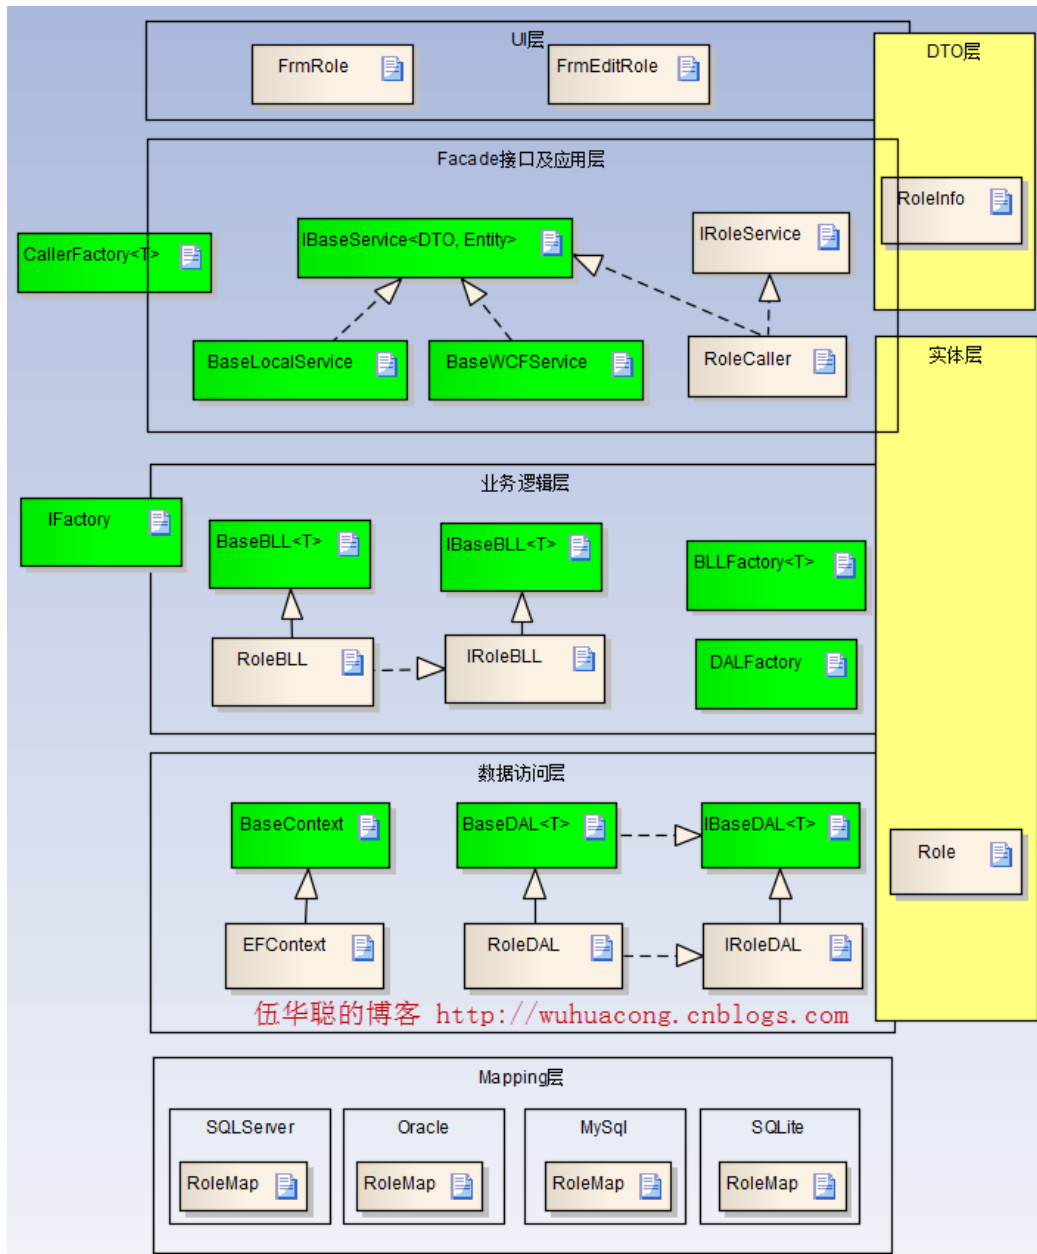 UI层
FrmRole
FrmEditRole
DTO层
RoleInfo
Facade接口及应用层
CallerFactory<T>
IBaseService<DTO, Entity>
IRoleService
BaseLocalService
BaseWCFService
RoleCaller
实体层
业务逻辑层
IFactory
BaseBLL<T>
IBaseBLL<T>
BLLFactory<T>
RoleBLL
IRoleBLL
DALFactory
数据访问层
BaseContext
BaseDAL<T>
IBaseDAL<T>
Role
EFContext
RoleDAL
IRoleDAL
伍华聪的博客 http://wuhuacong.cnblogs.com
Mapping层
SQLServer
Oracle
MySql
SQLite
RoleMap
RoleMap
RoleMap
RoleMap